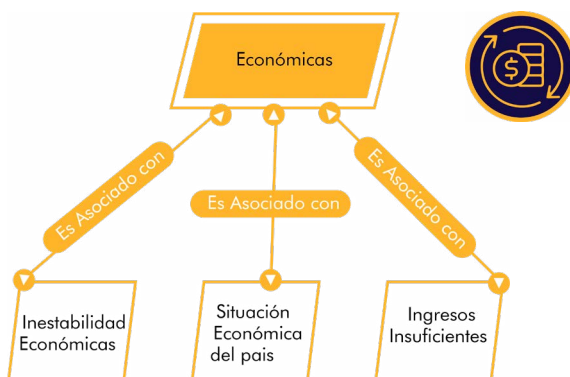 Económicas
$
Es Asociado con
Es Asociado con
Es Asociado con
Inestabilidad
Económicas
Situación
Económica
del pais
Ingresos
Insuficientes